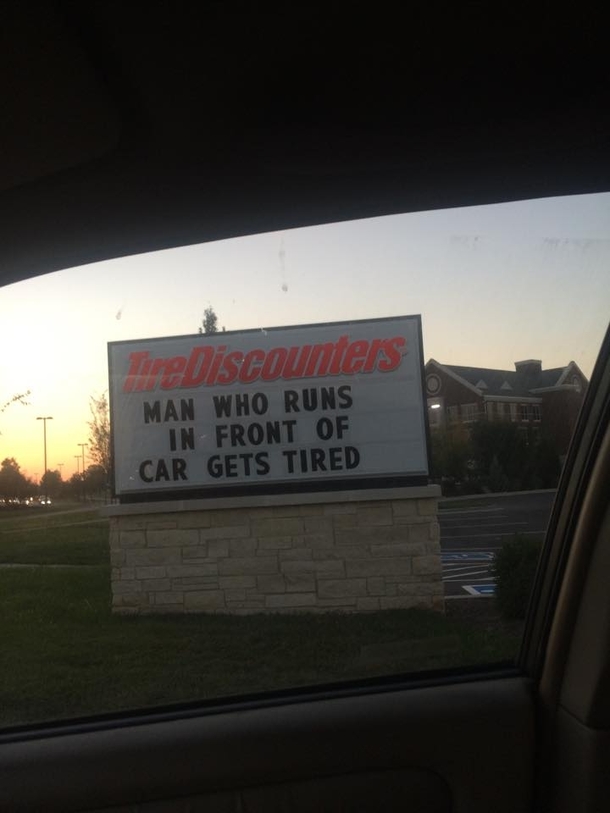 TireDiscounters
MAN WHO RUNS
IN FRONT OF
CAR GETS TIRED